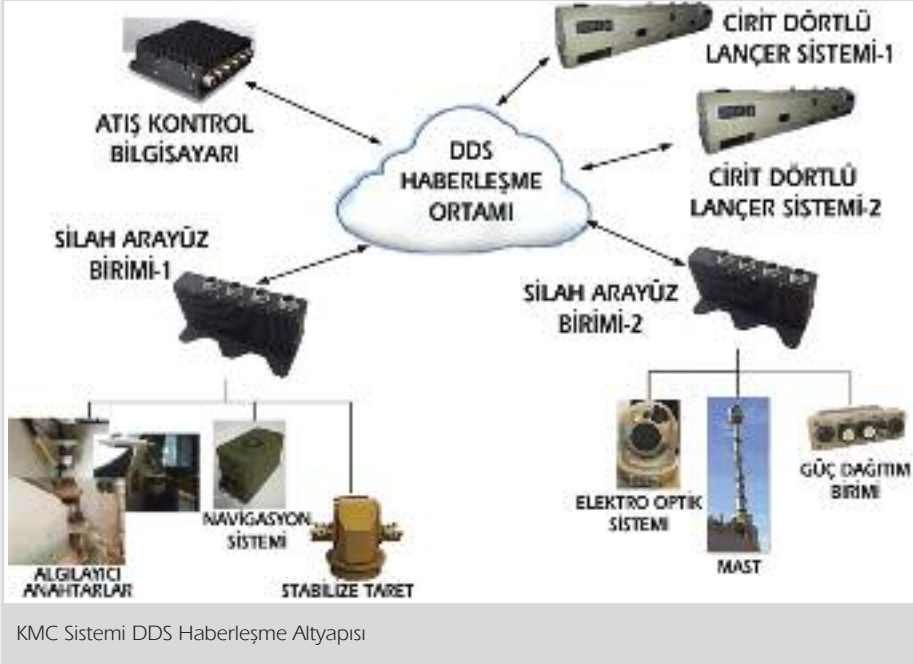 CİRİT DÖRTLÜ
LANÇER SİSTEMİ-1
ATIŞ KONTROL
BİLGİSAYARI
DDS
HABERLEŞME
ORTAMI
CİRİT DÖRTLÜ
LANÇER SİSTEMİ-2
SİLAH ARAYÜZ
BİRİMİ-1
SİLAH ARAYÜZ
BİRİMİ-2
ALGILAYICI
ANAHTARLAR
NAVİGASYON
SİSTEMİ
STABİLİZE TARET
ELEKTRO OPTİK
SİSTEMİ
MAST
GÜÇ DAĞITIM
BİRİMİ
KMC Sistemi DDS Haberleşme Altyapısı